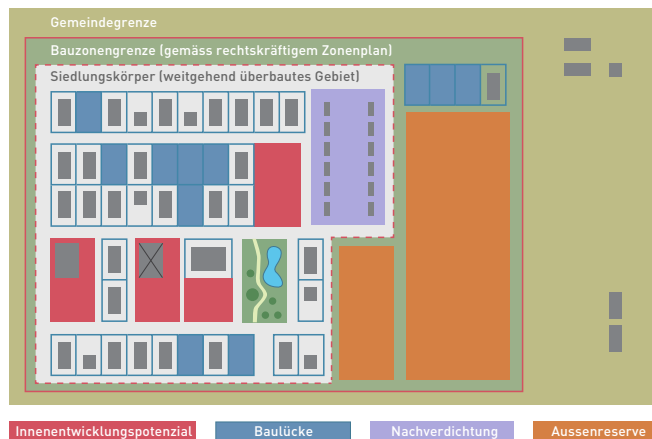 Gemeindegrenze
Bauzonengrenze (gemäss rechtskräftigem Zonenplan)
Siedlungskörper (weitgehend überbautes Gebiet)
Innenentwicklungspotenzial
Baulücke
Nachverdichtung
Aussenreserve